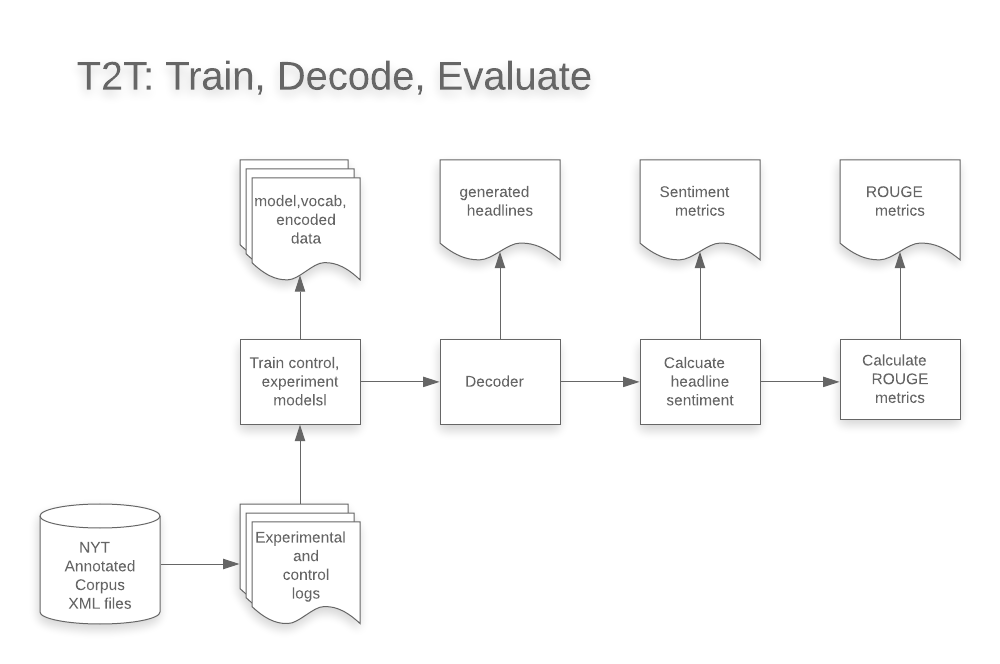 T2T: Train, Decode, Evaluate
model,vocab,
encoded
data
generated
headlines
Sentiment
metrics
ROUGE
metrics
Train control,
experiment
modelsl
Decoder
Calcuate
headline
sentiment
Calculate
ROUGE
metrics
NYT
Annotated
Corpus
XML files
Experimental
and
control
logs